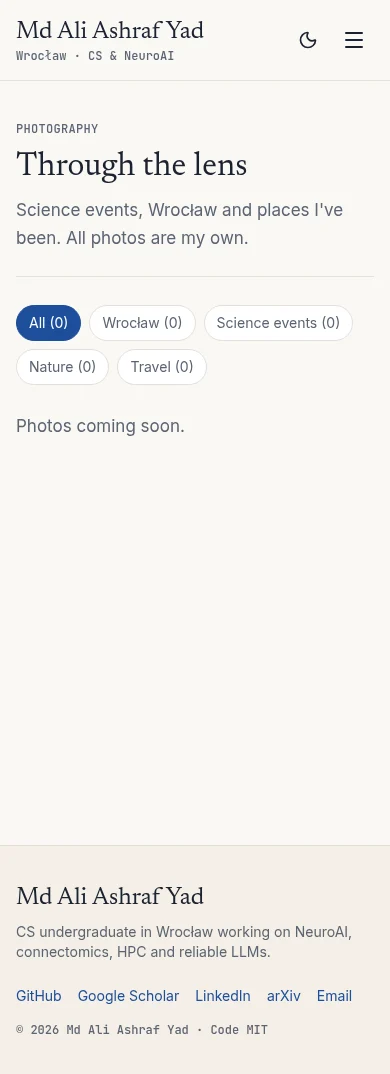 Md Ali Ashraf Yad
Wrocław · CS & NeuroAI
PHOTOGRAPHY
Through the lens
Science events, Wrocław and places I've
been. All photos are my own.
All (0) Wrocław (0) Science events (0)
Nature (0) Travel (0)
Photos coming soon.
Md Ali Ashraf Yad
CS undergraduate in Wrocław working on NeuroAI,
connectomics, HPC and reliable LLMs.
GitHub Google Scholar LinkedIn arXiv Email
© 2026 Md Ali Ashraf Yad · Code MIT